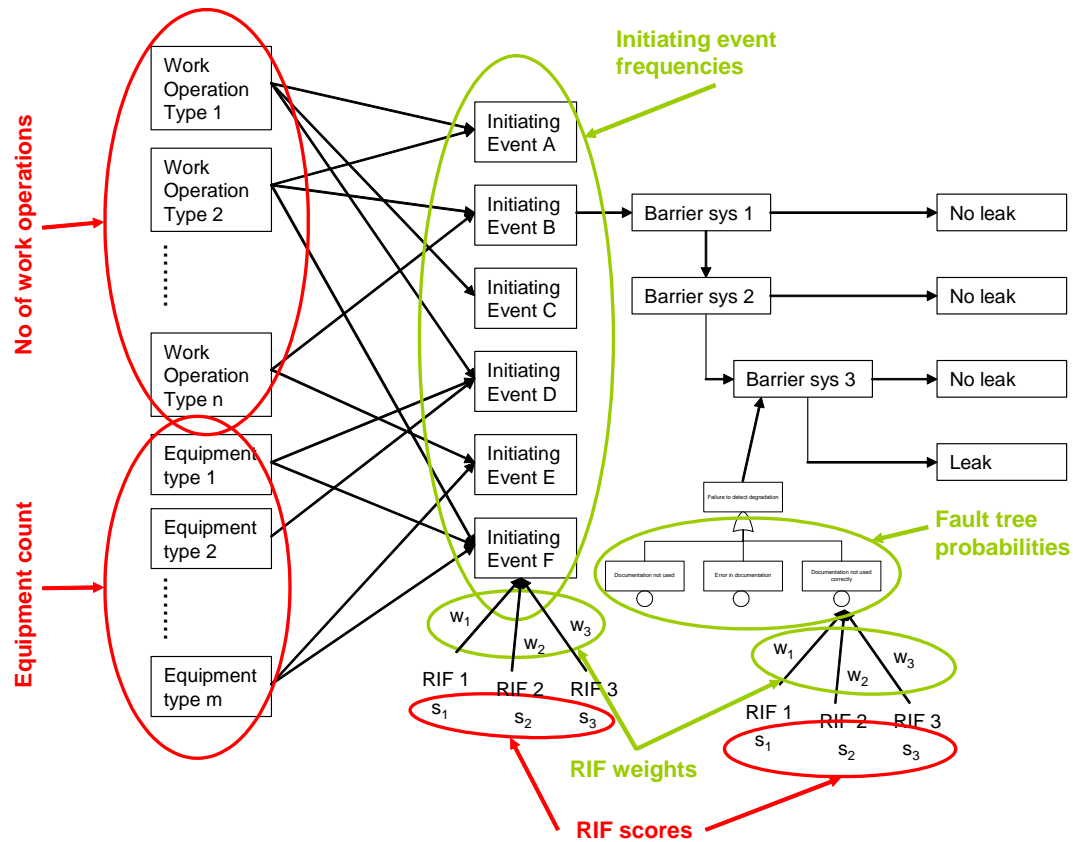 No of work operations
Equipment count
Work
Operation
Type 1
Work
Operation
Type 2
Work
Operation
Type n
Equipment
type 1
Equipment
type 2
Equipment
type m
Initiating event
frequencies
Initiating
Event A
Initiating
Event B
Initiating
Event C
Initiating
Event D
Initiating
Event E
Initiating
Event F
Barrier sys 1
No leak
Barrier sys 2
No leak
Barrier sys 3
No leak
Leak
Failure to detect degradation
Documentation not used
Error in documentation
Documentation not used
correctly
Fault tree
probabilities
w1
w2
w3
RIF 1
RIF 2
RIF 3
s1
s2
s3
w1
w2
w3
RIF 1
RIF 2
RIF 3
s1
s2
s3
RIF weights
RIF scores